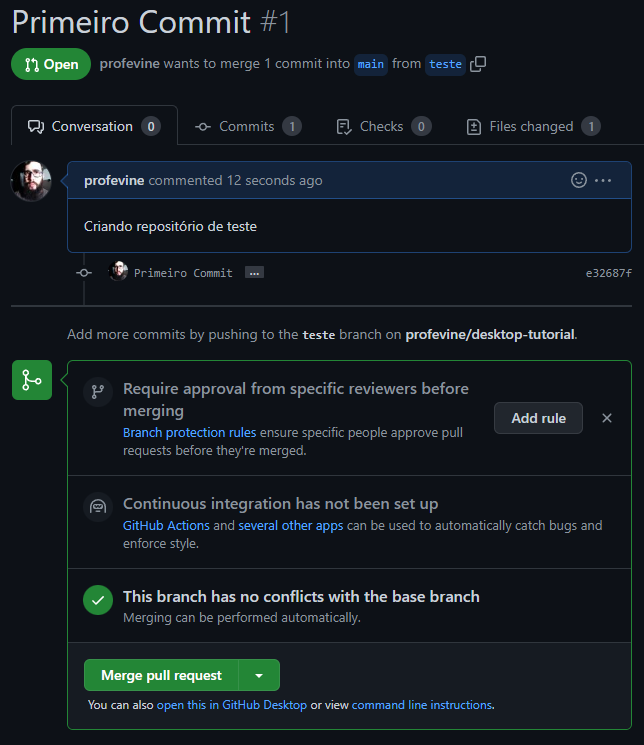 Primeiro Commit #1
Open profevine wants to merge 1 commit into main from teste
Conversation 0 Commits 1 Checks 0 Files changed 1
profevine commented 12 seconds ago
Criando repositório de teste
Primeiro Commit ... e32687f
Add more commits by pushing to the teste branch on profevine/desktop-tutorial.
Require approval from specific reviewers before
merging
Branch protection rules ensure specific people approve pull
requests before they're merged.
Add rule
Continuous integration has not been set up
GitHub Actions and several other apps can be used to automatically catch bugs and
enforce style.
This branch has no conflicts with the base branch
Merging can be performed automatically.
Merge pull request
You can also open this in GitHub Desktop or view command line instructions.